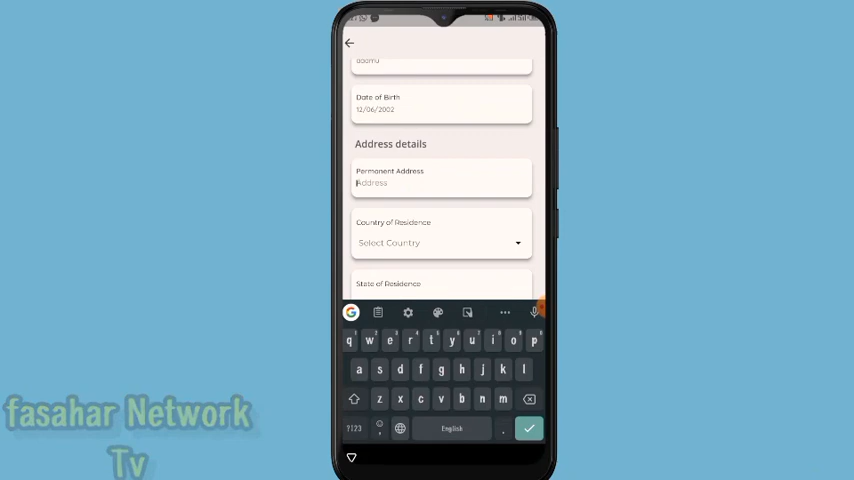 adamu
Date of Birth
12/06/2002
Address details
Permanent Address
Address
Country of Residence
Select Country
State of Residence
q w e r t y u i o p
a s d f g h j k l
z x c v b n m
?123 , English .
fasahar Network
Tv